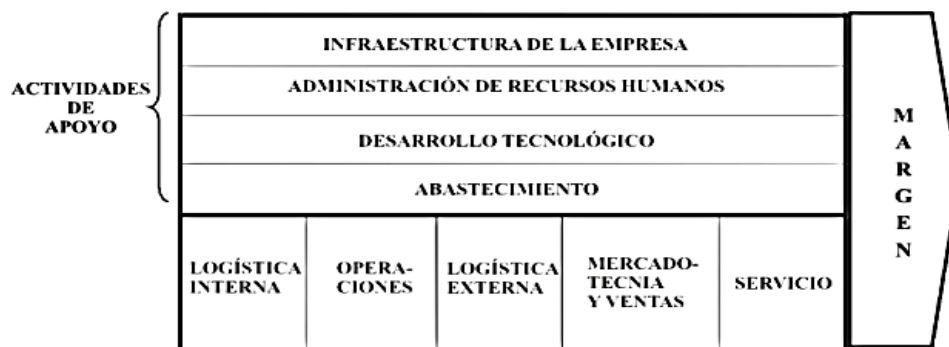 INFRAESTRUCTURA DE LA EMPRESA
ADMINISTRACIÓN DE RECURSOS HUMANOS
DESARROLLO TECNOLÓGICO
ABASTECIMIENTO
ACTIVIDADES
DE
APOYO
LOGÍSTICA
INTERNA
OPERA-
CIONES
LOGÍSTICA
EXTERNA
MERCADO-
TECNIA
Y VENTAS
SERVICIO
M
A
R
G
E
N